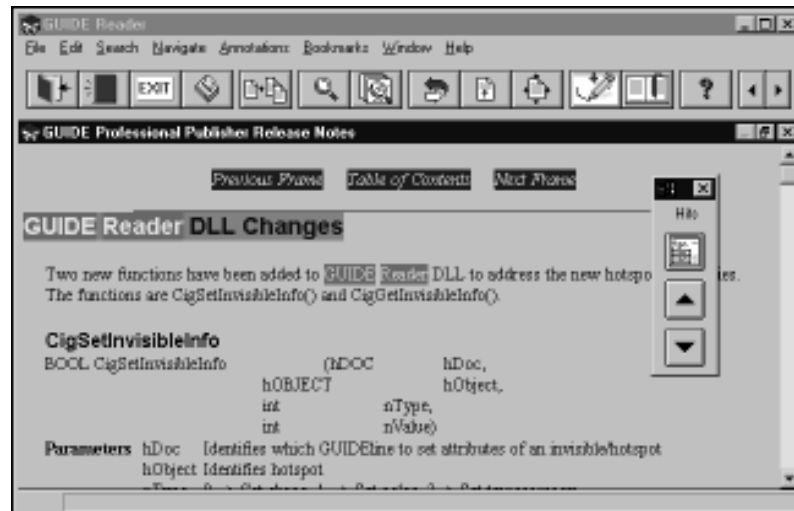 GUIDE Reader
File Edit Search Navigate Annotations Bookmarks Window Help
EXIT
GUIDE Professional Publisher Release Notes
Previous Frame Table of Contents Next Frame
Hits
GUIDE Reader DLL Changes
Two new functions have been added to GUIDE Reader DLL to address the new hotspo ies.
The functions are CigSetInvisibleInfo() and CigGetInvisibleInfo().
CigSetInvisibleInfo
BOOL CigSetInvisibleInfo (hDOC hDoc,
hOBJECT hObject,
int nType,
int nValue)
Parameters hDoc Identifies which GUIDEline to set attributes of an invisible/hotspot
hObject Identifies hotspot